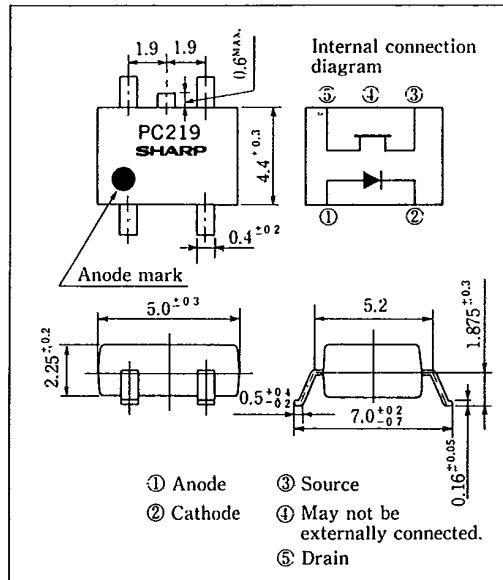 1.9 1.9
0.6MAX.
Internal connection
diagram
⑤ ④ ③
PC219
SHARP
4.4±0.3
① ②
0.4±0.2
Anode mark
5.0±0.3
5.2
1.875±0.3
2.25±0.2
0.5+0.4-0.2
7.0+0.2-0.7
0.16±0.05
① Anode ③ Source
② Cathode ④ May not be
externally connected.
⑤ Drain